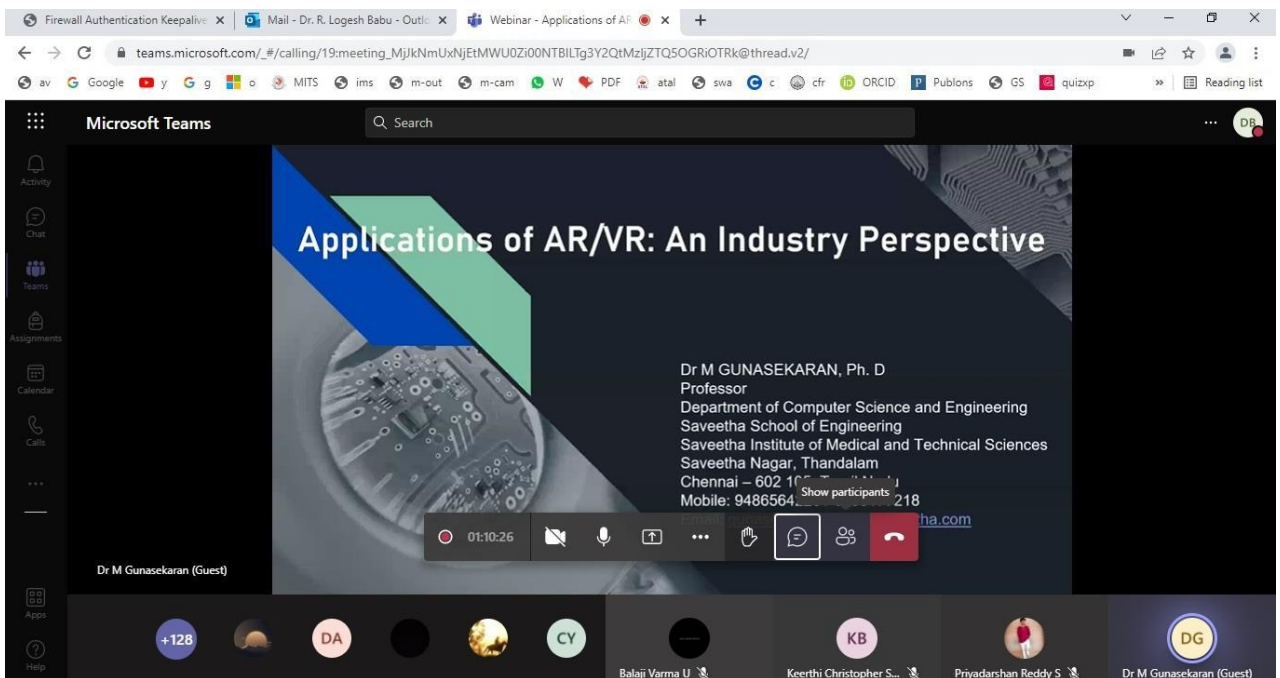 Firewall Authentication Keepalive
Mail - Dr. R. Logesh Babu - Outlo
Webinar - Applications of AF
teams.microsoft.com/_#/calling/19:meeting_MjJkNmUxNjEtMWU0Zi00NTBlLTg3Y2QtMzljZTQ5OGRiOTRk@thread.v2/
av Google y G g o MITS ims m-out m-cam W PDF atal swa c cfr ORCID Publons GS quizxp » Reading list
Microsoft Teams
Search
DB
Activity
Chat
Teams
Assignments
Calendar
Calls
Apps
Help
Applications of AR/VR: An Industry Perspective
Dr M GUNASEKARAN, Ph. D
Professor
Department of Computer Science and Engineering
Saveetha School of Engineering
Saveetha Institute of Medical and Technical Sciences
Saveetha Nagar, Thandalam
Chennai – 602
Mobile: 9486564 218
ha.com
Show participants
01:10:26
Dr M Gunasekaran (Guest)
+128
DA
CY
Balaji Varma U
KB
Keerthi Christopher S...
Priyadarshan Reddy S
DG
Dr M Gunasekaran (Guest)